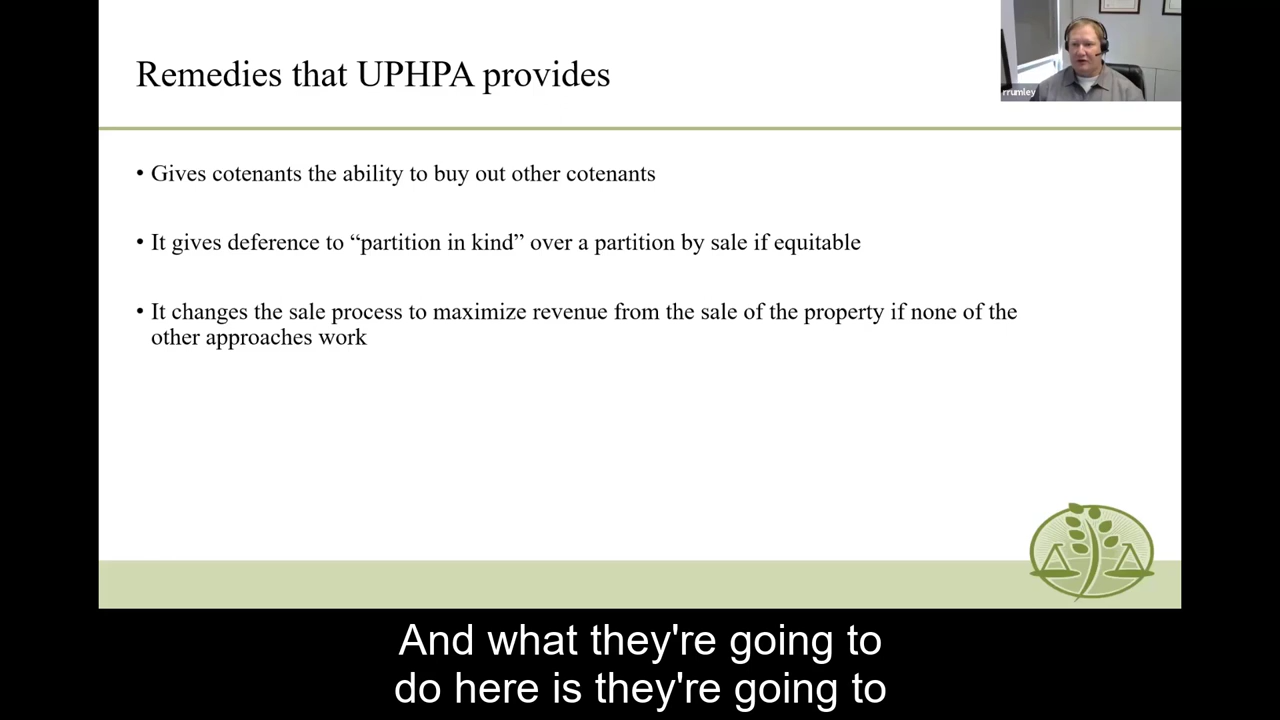 Remedies that UPHPA provides
rrumley
• Gives cotenants the ability to buy out other cotenants
• It gives deference to “partition in kind” over a partition by sale if equitable
• It changes the sale process to maximize revenue from the sale of the property if none of the
other approaches work
And what they're going to
do here is they're going to